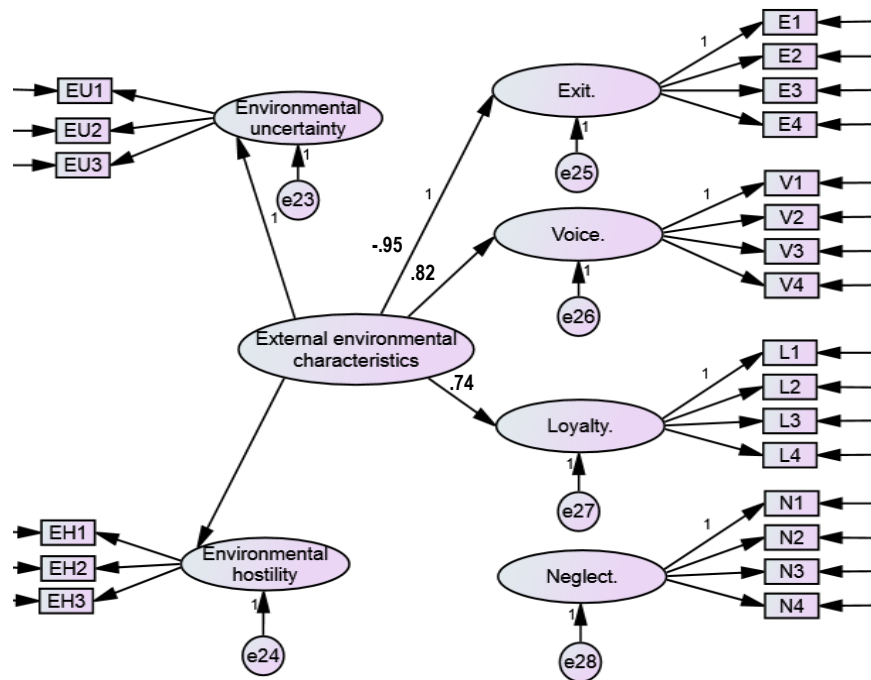 EU1
EU2
EU3
Environmental
uncertainty
1
e23
1
Exit.
1
e25
1
E1
E2
E3
E4
1
-.95
.82
Voice.
1
e26
1
V1
V2
V3
V4
External environmental
characteristics
.74
Loyalty.
1
e27
1
L1
L2
L3
L4
EH1
EH2
EH3
Environmental
hostility
1
e24
Neglect.
1
e28
1
N1
N2
N3
N4